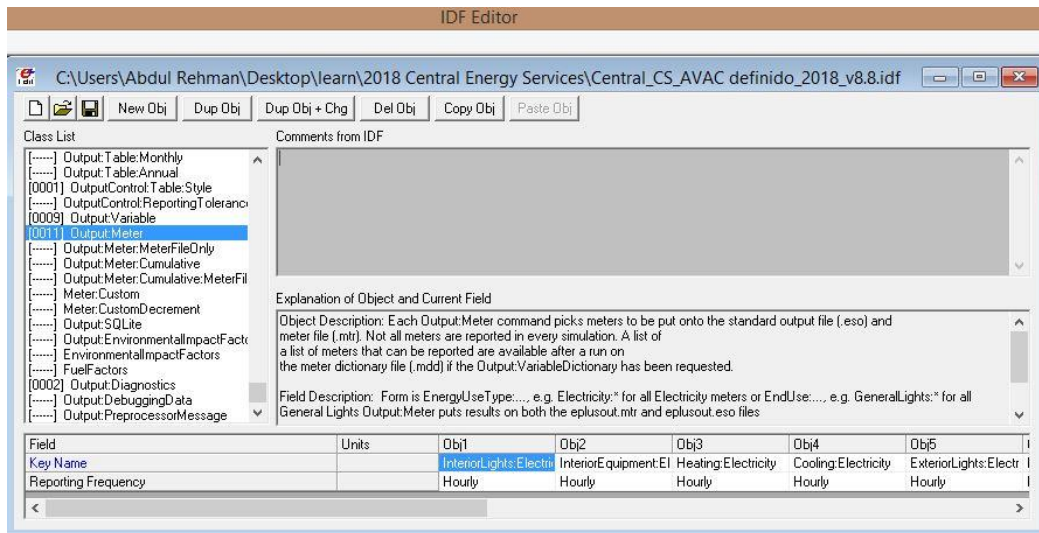 IDF Editor
C:\Users\Abdul Rehman\Desktop\learn\2018 Central Energy Services\Central_CS_AVAC definido_2018_v8.8.idf
New Obj Dup Obj Dup Obj + Chg Del Obj Copy Obj Paste Obj
Class List
[------] Output:Table:Monthly
[------] Output:Table:Annual
[0001] OutputControl:Table:Style
[------] OutputControl:ReportingToleranc
[0009] Output:Variable
[0011] Output:Meter
[------] Output:Meter:MeterFileOnly
[------] Output:Meter:Cumulative
[------] Output:Meter:Cumulative:MeterFil
[------] Meter:Custom
[------] Meter:CustomDecrement
[------] Output:SQLite
[------] Output:EnvironmentalImpactFacto
[------] EnvironmentalImpactFactors
[------] FuelFactors
[0002] Output:Diagnostics
[------] Output:DebuggingData
[------] Output:PreprocessorMessage
Comments from IDF
Explanation of Object and Current Field
Object Description: Each Output:Meter command picks meters to be put onto the standard output file (.eso) and
meter file (.mtr). Not all meters are reported in every simulation. A list of
a list of meters that can be reported are available after a run on
the meter dictionary file (.mdd) if the Output:VariableDictionary has been requested.
Field Description: Form is EnergyUseType:..., e.g. Electricity:* for all Electricity meters or EndUse:..., e.g. GeneralLights:* for all
General Lights Output:Meter puts results on both the eplusout.mtr and eplusout.eso files
Field Units Obj1 Obj2 Obj3 Obj4 Obj5
Key Name InteriorLights:Electri InteriorEquipment:El Heating:Electricity Cooling:Electricity ExteriorLights:Electr
Reporting Frequency Hourly Hourly Hourly Hourly Hourly